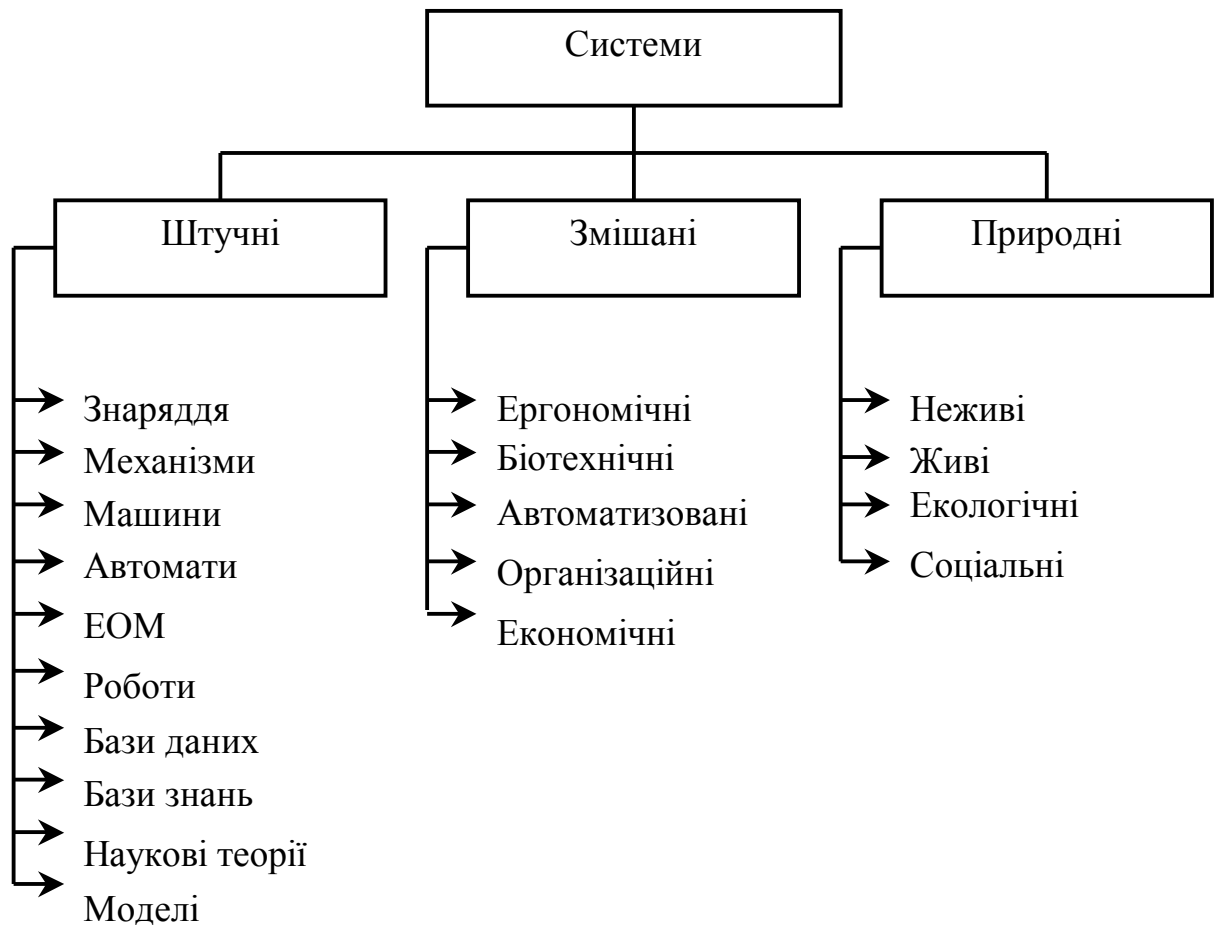 Системи
Штучні
Змішані
Природні
Знаряддя
Механізми
Машини
Автомати
ЕОМ
Роботи
Бази даних
Бази знань
Наукові теорії
Моделі
Ергономічні
Біотехнічні
Автоматизовані
Організаційні
Економічні
Неживі
Живі
Екологічні
Соціальні